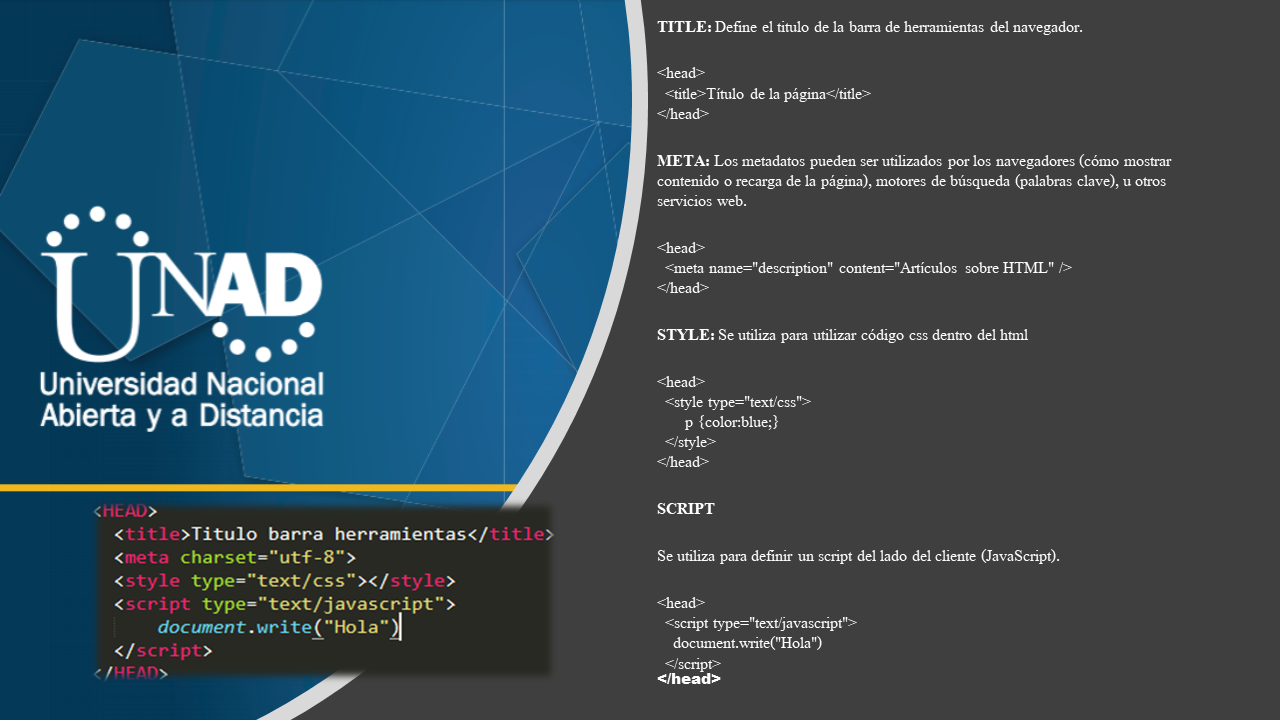 UNAD
Universidad Nacional
Abierta y a Distancia
<HEAD>
<title>Titulo barra herramientas</title>
<meta charset="utf-8">
<style type="text/css"></style>
<script type="text/javascript">
document.write("Hola")
</script>
</HEAD>
TITLE: Define el titulo de la barra de herramientas del navegador.
<head>
<title>Título de la página</title>
</head>
META: Los metadatos pueden ser utilizados por los navegadores (cómo mostrar
contenido o recarga de la página), motores de búsqueda (palabras clave), u otros
servicios web.
<head>
<meta name="description" content="Artículos sobre HTML" />
</head>
STYLE: Se utiliza para utilizar código css dentro del html
<head>
<style type="text/css">
p {color:blue;}
</style>
</head>
SCRIPT
Se utiliza para definir un script del lado del cliente (JavaScript).
<head>
<script type="text/javascript">
document.write("Hola")
</script>
</head>